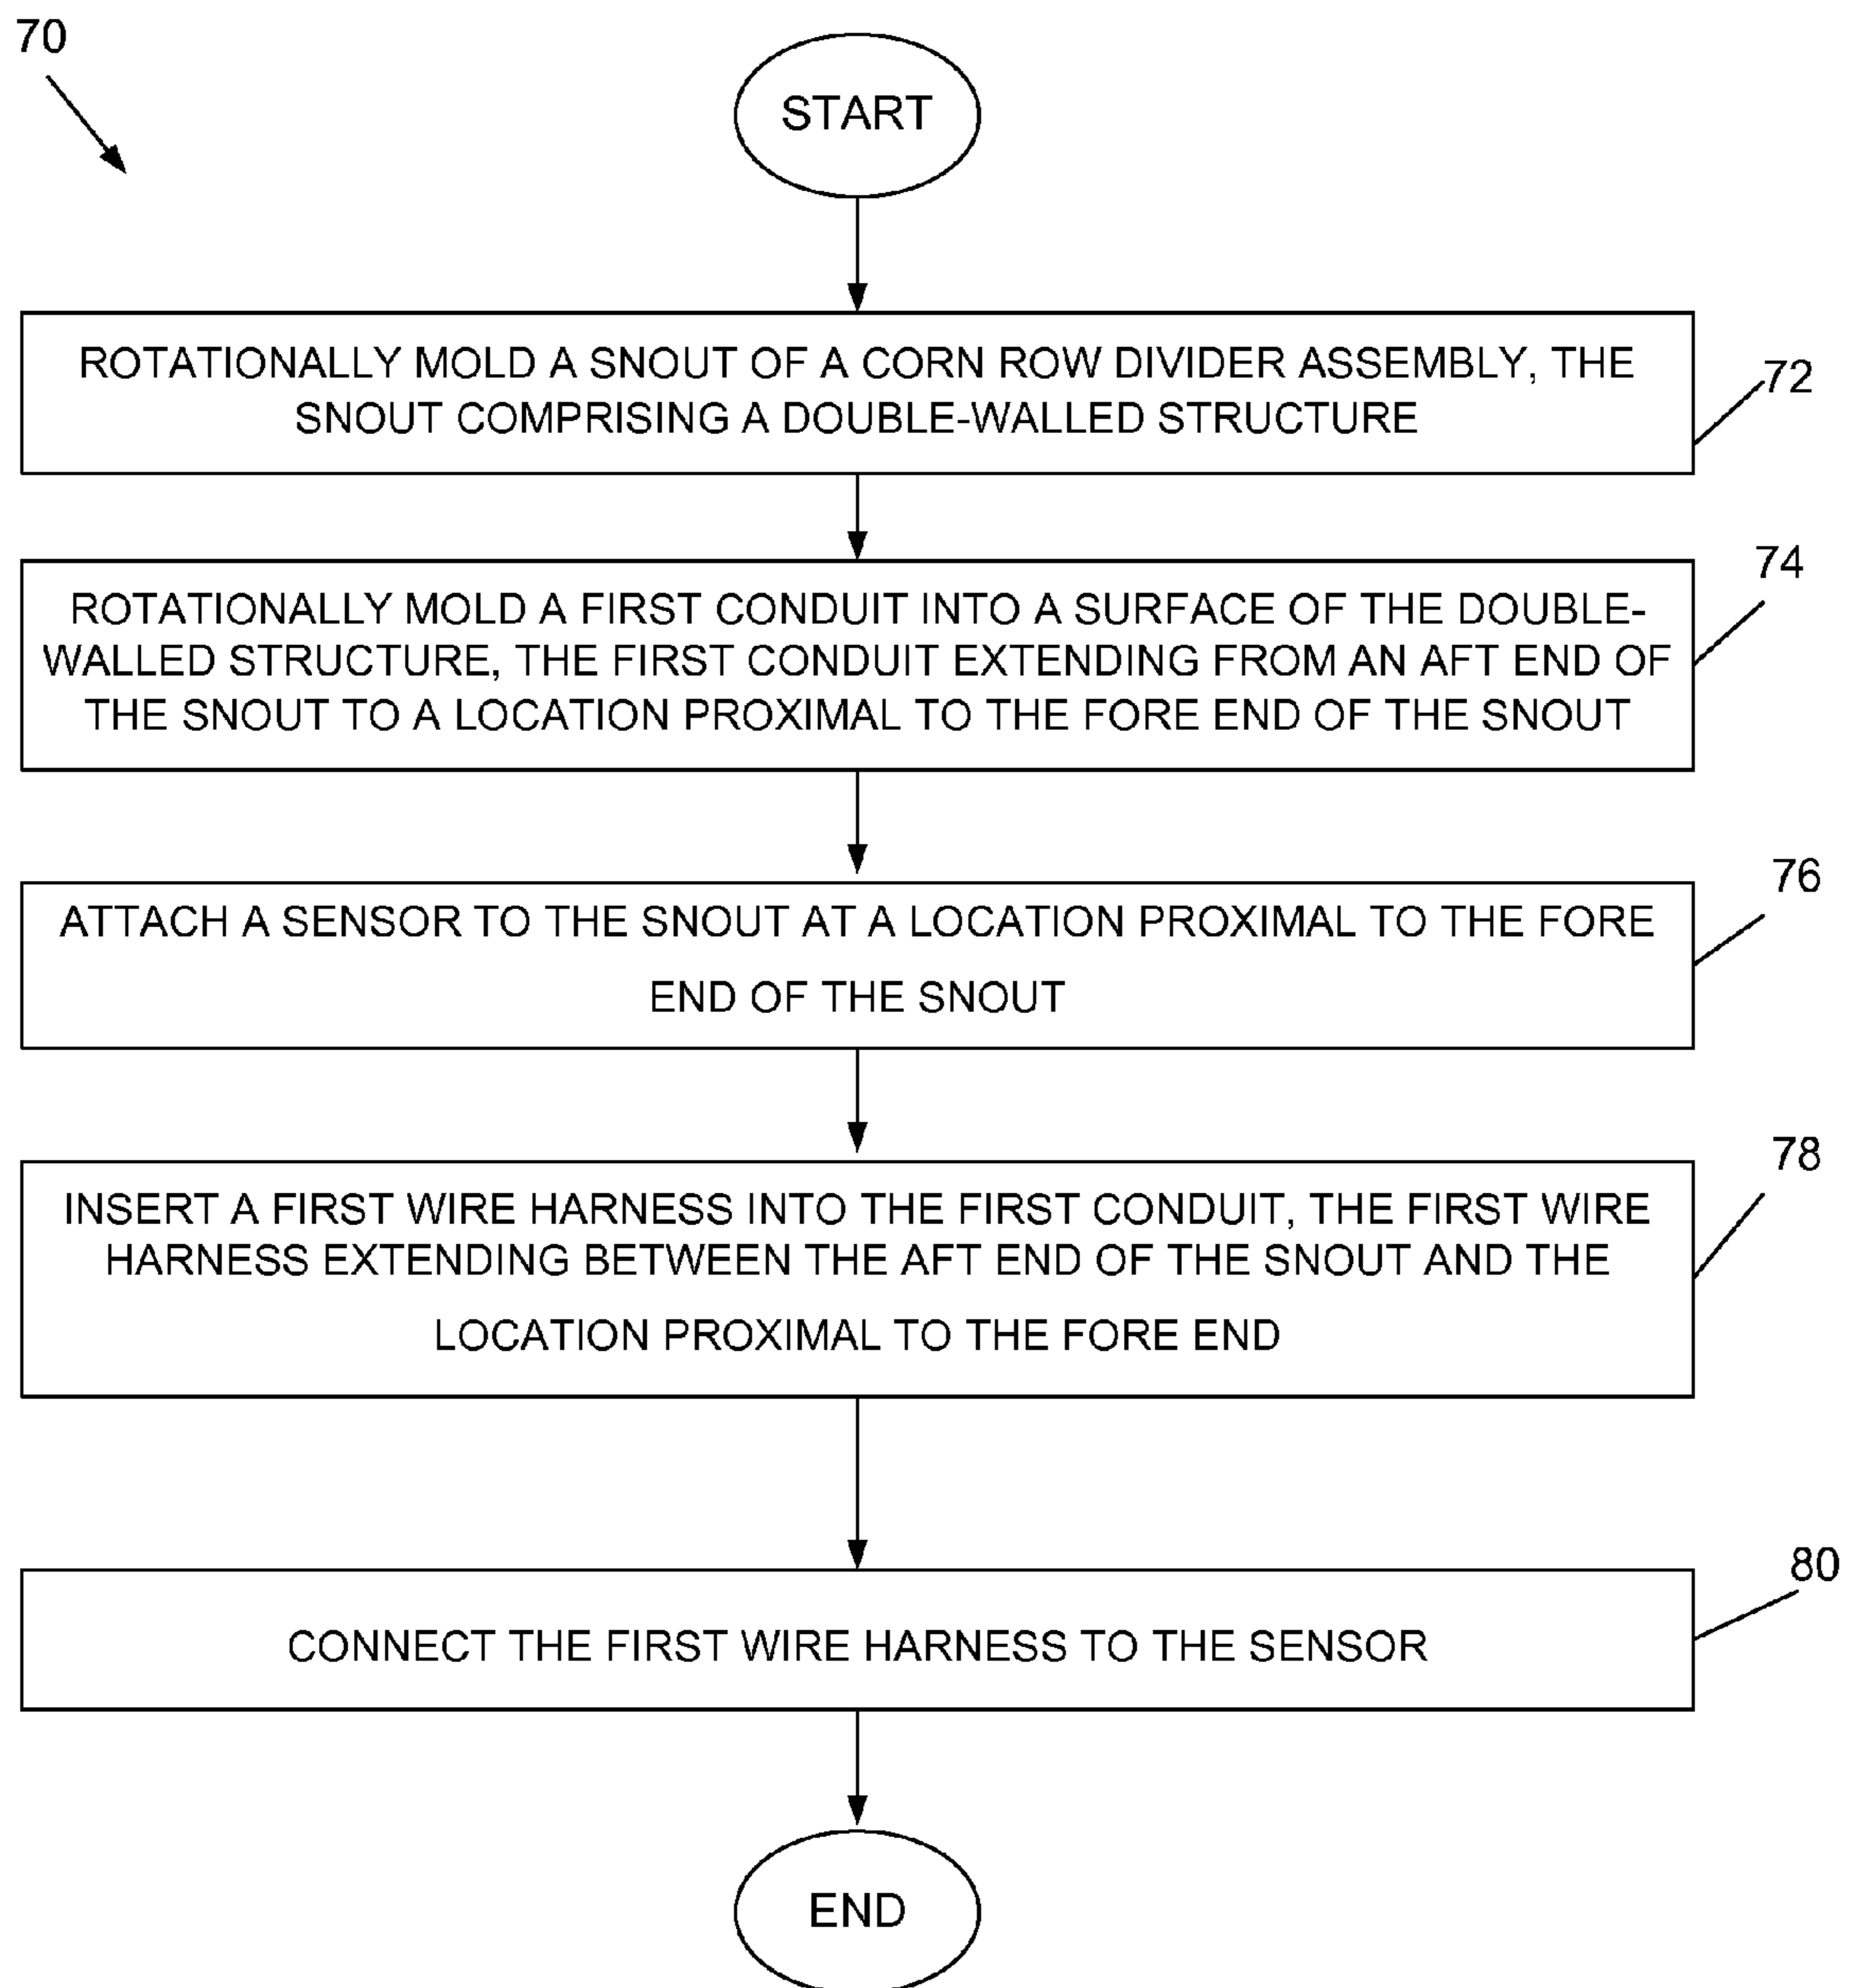 70
START
ROTATIONALLY MOLD A SNOUT OF A CORN ROW DIVIDER ASSEMBLY, THE
SNOUT COMPRISING A DOUBLE-WALLED STRUCTURE
72
ROTATIONALLY MOLD A FIRST CONDUIT INTO A SURFACE OF THE DOUBLE-
WALLED STRUCTURE, THE FIRST CONDUIT EXTENDING FROM AN AFT END OF
THE SNOUT TO A LOCATION PROXIMAL TO THE FORE END OF THE SNOUT
74
ATTACH A SENSOR TO THE SNOUT AT A LOCATION PROXIMAL TO THE FORE
END OF THE SNOUT
76
INSERT A FIRST WIRE HARNESS INTO THE FIRST CONDUIT, THE FIRST WIRE
HARNESS EXTENDING BETWEEN THE AFT END OF THE SNOUT AND THE
LOCATION PROXIMAL TO THE FORE END
78
CONNECT THE FIRST WIRE HARNESS TO THE SENSOR
80
END